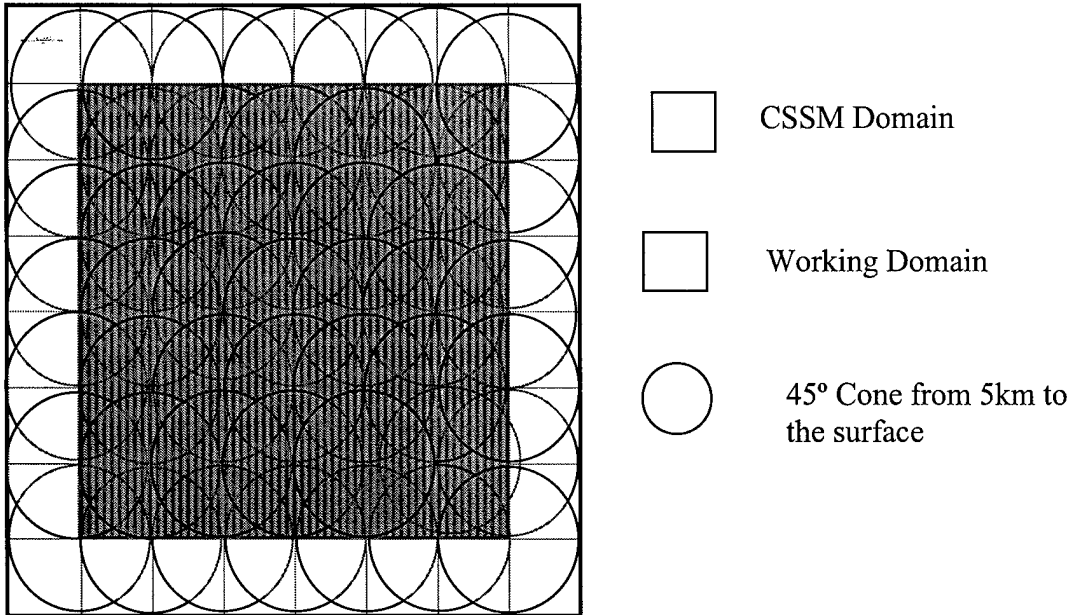 CSSM Domain
Working Domain
45º Cone from 5km to
the surface